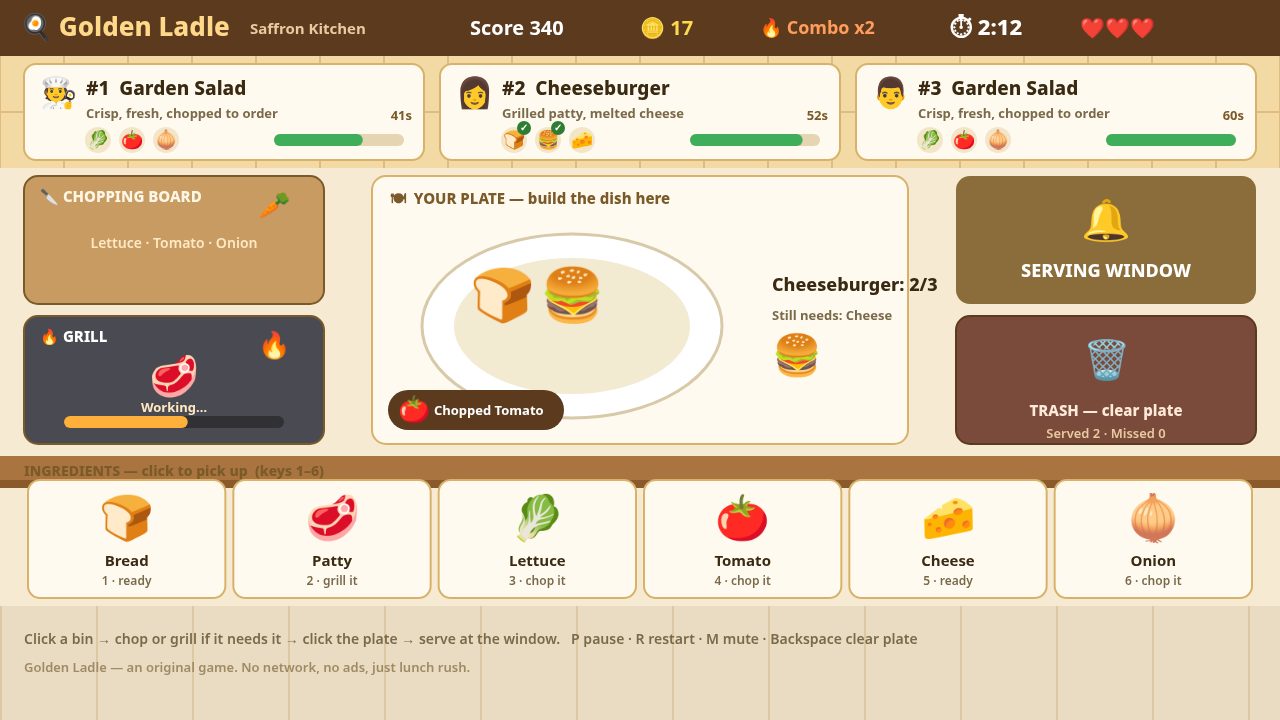 Golden Ladle Saffron Kitchen Score 340 17 Combo x2 2:12
#1 Garden Salad
Crisp, fresh, chopped to order
41s
#2 Cheeseburger
Grilled patty, melted cheese
52s
#3 Garden Salad
Crisp, fresh, chopped to order
60s
CHOPPING BOARD
Lettuce · Tomato · Onion
GRILL
Working...
YOUR PLATE — build the dish here
Cheeseburger: 2/3
Still needs: Cheese
Chopped Tomato
SERVING WINDOW
TRASH — clear plate
Served 2 · Missed 0
INGREDIENTS — click to pick up (keys 1–6)
Bread
1 · ready
Patty
2 · grill it
Lettuce
3 · chop it
Tomato
4 · chop it
Cheese
5 · ready
Onion
6 · chop it
Click a bin → chop or grill if it needs it → click the plate → serve at the window. P pause · R restart · M mute · Backspace clear plate
Golden Ladle — an original game. No network, no ads, just lunch rush.